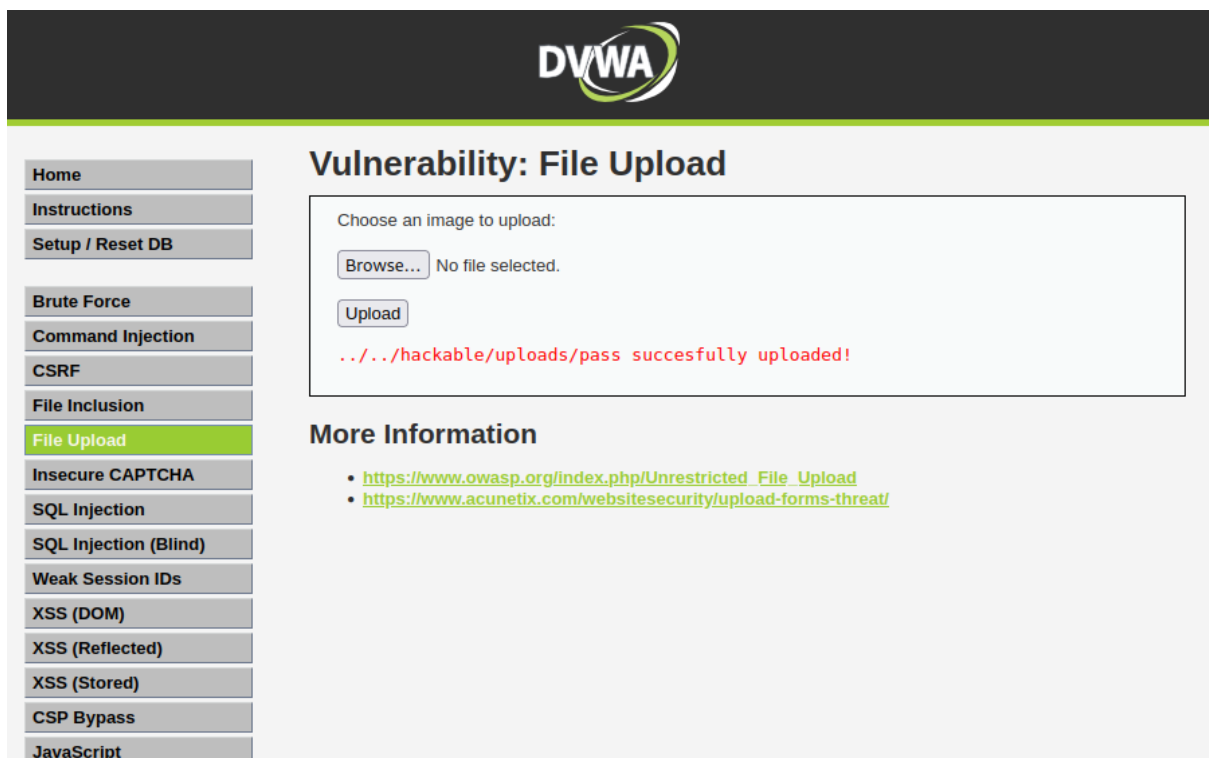 DVWA
Home
Instructions
Setup / Reset DB
Brute Force
Command Injection
CSRF
File Inclusion
File Upload
Insecure CAPTCHA
SQL Injection
SQL Injection (Blind)
Weak Session IDs
XSS (DOM)
XSS (Reflected)
XSS (Stored)
CSP Bypass
JavaScript
Vulnerability: File Upload
Choose an image to upload:
Browse... No file selected.
Upload
../../hackable/uploads/pass succesfully uploaded!
More Information
https://www.owasp.org/index.php/Unrestricted_File_Upload
https://www.acunetix.com/websitesecurity/upload-forms-threat/